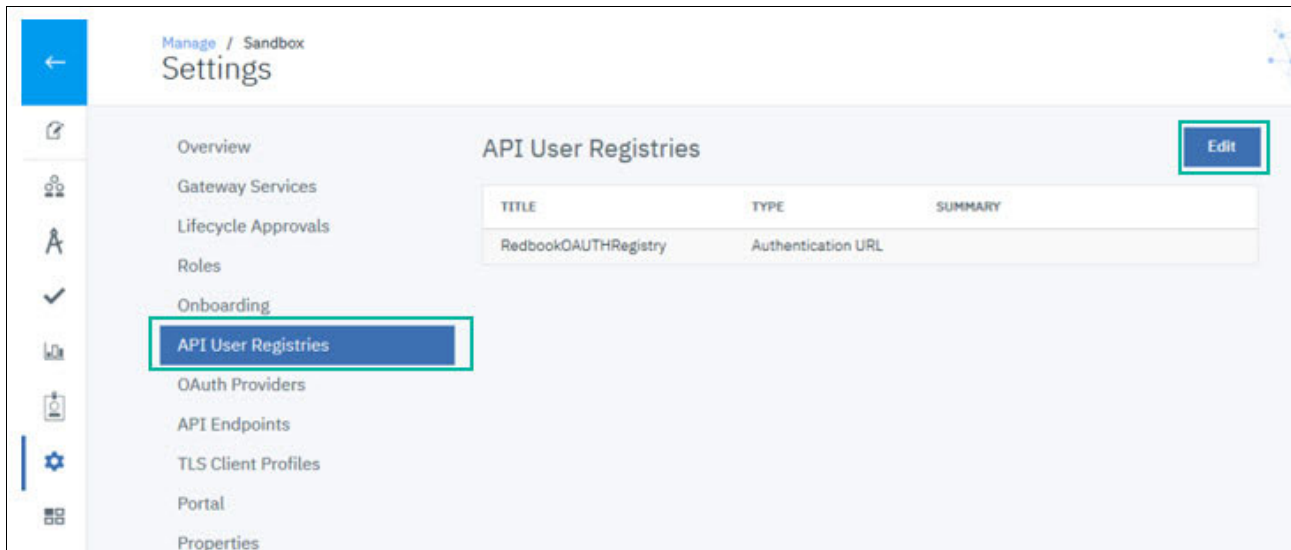 Manage / Sandbox
Settings
Overview
Gateway Services
Lifecycle Approvals
Roles
Onboarding
API User Registries
OAuth Providers
API Endpoints
TLS Client Profiles
Portal
Properties
API User Registries
Edit
TITLE TYPE SUMMARY
RedbookOAUTHRegistry Authentication URL